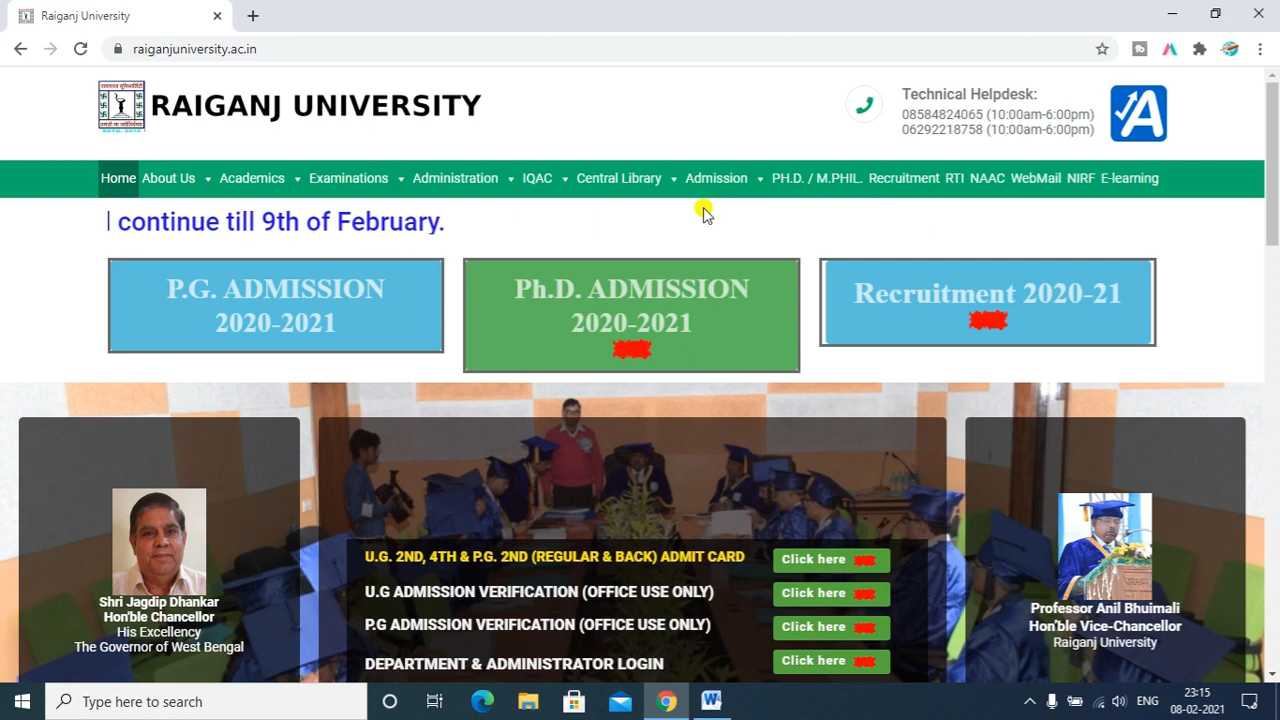 Raiganj University
raiganjuniversity.ac.in
RAIGANJ UNIVERSITY
Technical Helpdesk:
08584824065 (10:00am-6:00pm)
06292218758 (10:00am-6:00pm)
A
Home About Us Academics Examinations Administration IQAC Central Library Admission PH.D. / M.PHIL. Recruitment RTI NAAC WebMail NIRF E-learning
continue till 9th of February.
P.G. ADMISSION
2020-2021
Ph.D. ADMISSION
2020-2021
Recruitment 2020-21
Shri Jagdip Dhankar
Hon'ble Chancellor
His Excellency
The Governor of West Bengal
U.G. 2ND, 4TH & P.G. 2ND (REGULAR & BACK) ADMIT CARD Click here
U.G ADMISSION VERIFICATION (OFFICE USE ONLY) Click here
P.G ADMISSION VERIFICATION (OFFICE USE ONLY) Click here
DEPARTMENT & ADMINISTRATOR LOGIN Click here
Professor Anil Bhuimali
Hon'ble Vice-Chancellor
Raiganj University
Type here to search
ENG
23:15
08-02-2021